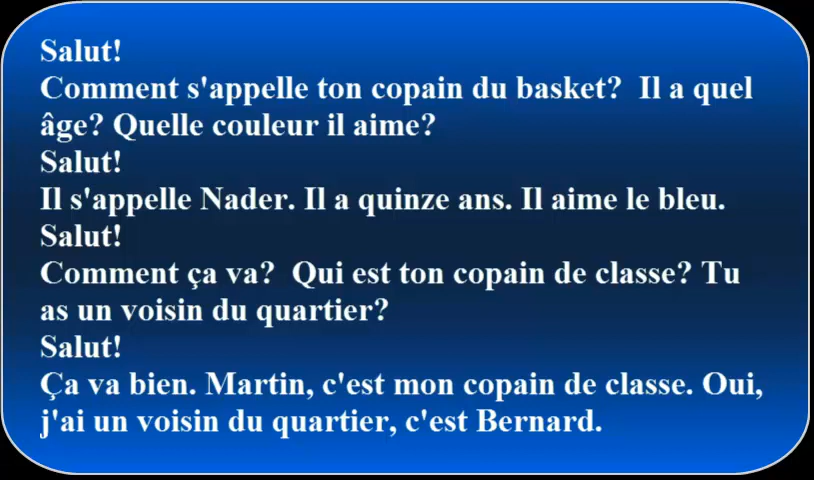 Salut!
Comment s'appelle ton copain du basket?  Il a quel
âge? Quelle couleur il aime?
Salut!
Il s'appelle Nader. Il a quinze ans. Il aime le bleu.
Salut!
Comment ça va?  Qui est ton copain de classe? Tu
as un voisin du quartier?
Salut!
Ça va bien. Martin, c'est mon copain de classe. Oui,
j'ai un voisin du quartier, c'est Bernard.